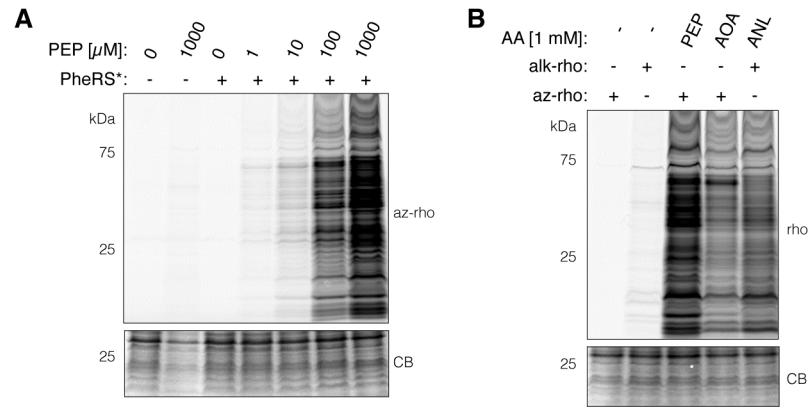 A
PEP [µM]: 0 1000 0 1 10 100 1000
PheRS*: - - + + + + +
kDa
75
25
az-rho
25
CB
B
AA [1 mM]: - - PEP AOA ANL
alk-rho: - + - - +
az-rho: + - + + -
kDa
75
25
rho
25
CB